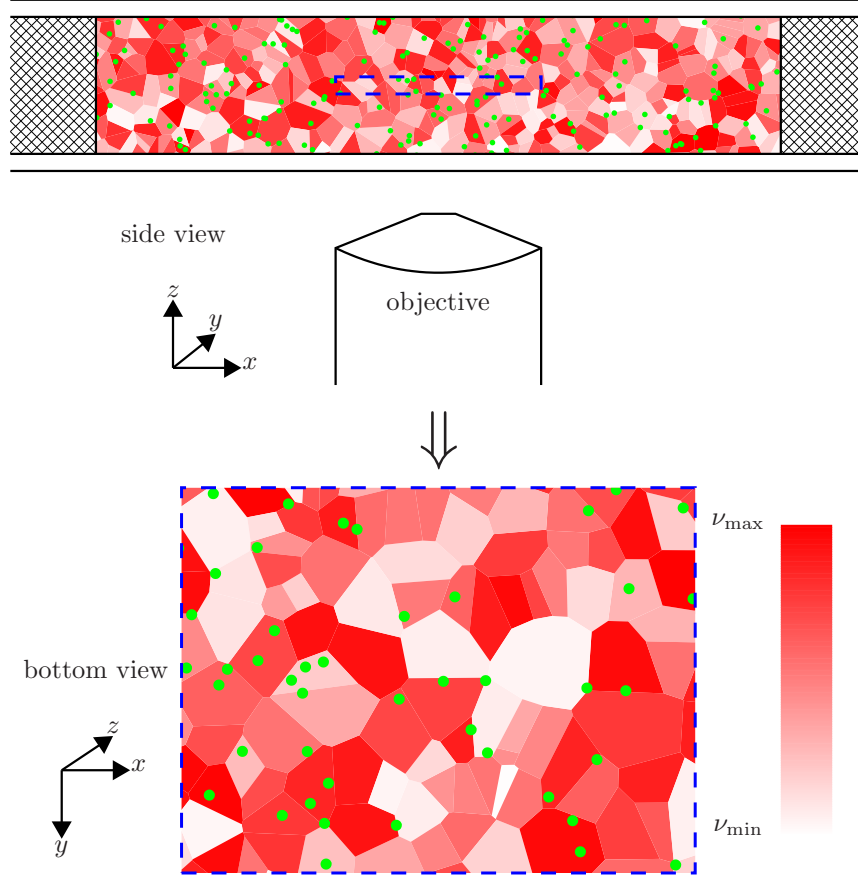 side view
z
y
x
objective
ν_max
bottom view
z
x
y
ν_min